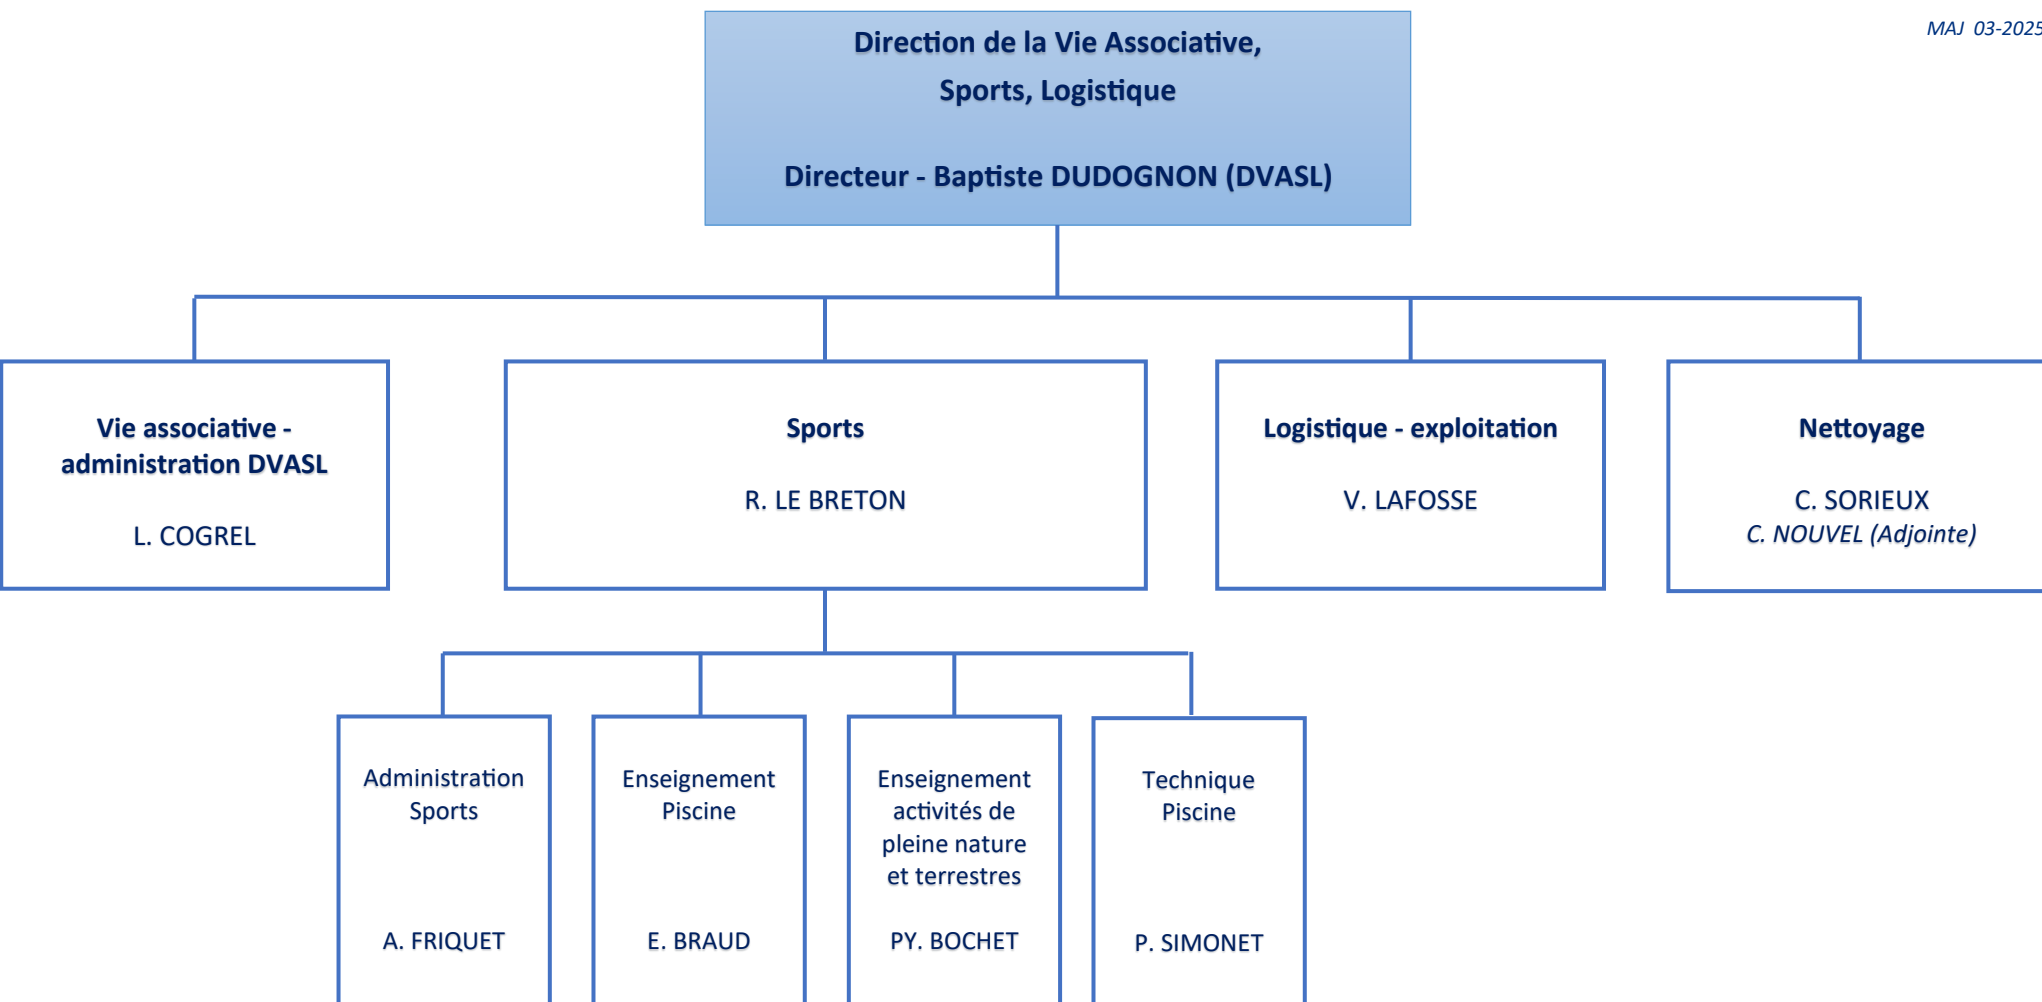 MAJ 03-2025
Direction de la Vie Associative,
Sports, Logistique
Directeur - Baptiste DUDOGNON (DVASL)
Vie associative -
administration DVASL
L. COGREL
Sports
R. LE BRETON
Logistique - exploitation
V. LAFOSSE
Nettoyage
C. SORIEUX
C. NOUVEL (Adjointe)
Administration
Sports
A. FRIQUET
Enseignement
Piscine
E. BRAUD
Enseignement
activités de
pleine nature
et terrestres
PY. BOCHET
Technique
Piscine
P. SIMONET